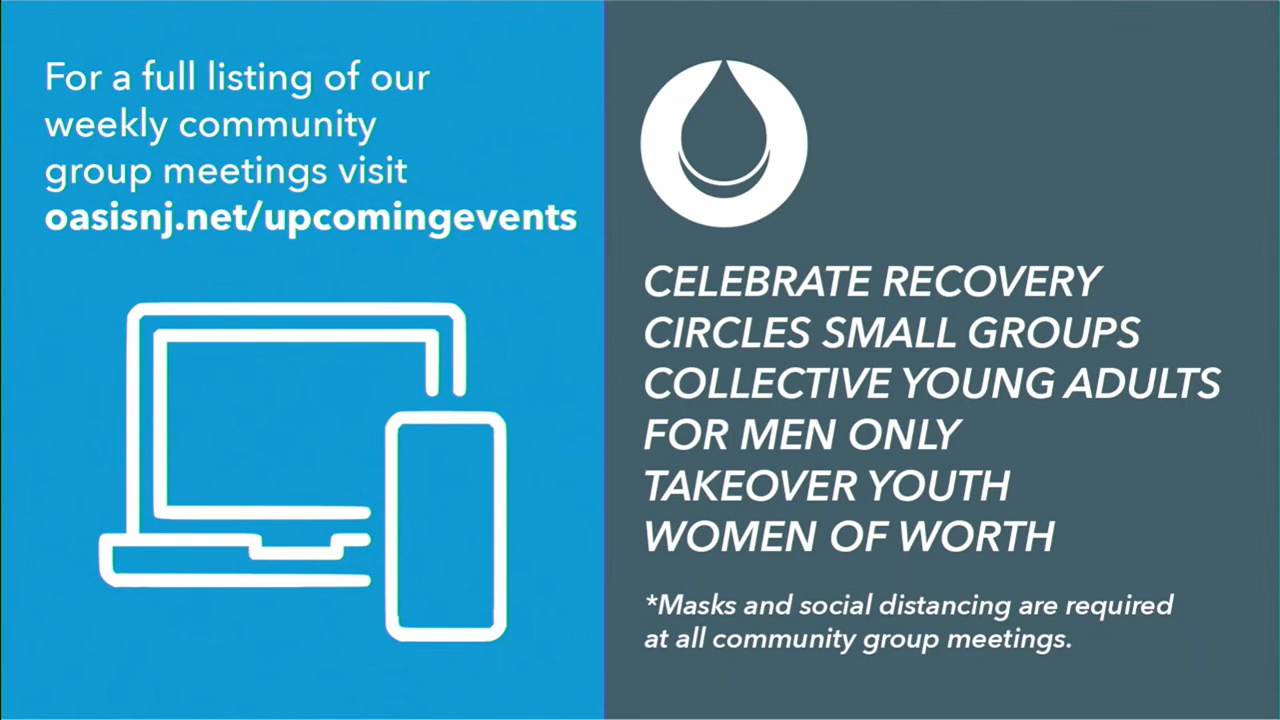 For a full listing of our
weekly community
group meetings visit
oasisnj.net/upcomingevents
CELEBRATE RECOVERY
CIRCLES SMALL GROUPS
COLLECTIVE YOUNG ADULTS
FOR MEN ONLY
TAKEOVER YOUTH
WOMEN OF WORTH
*Masks and social distancing are required
at all community group meetings.